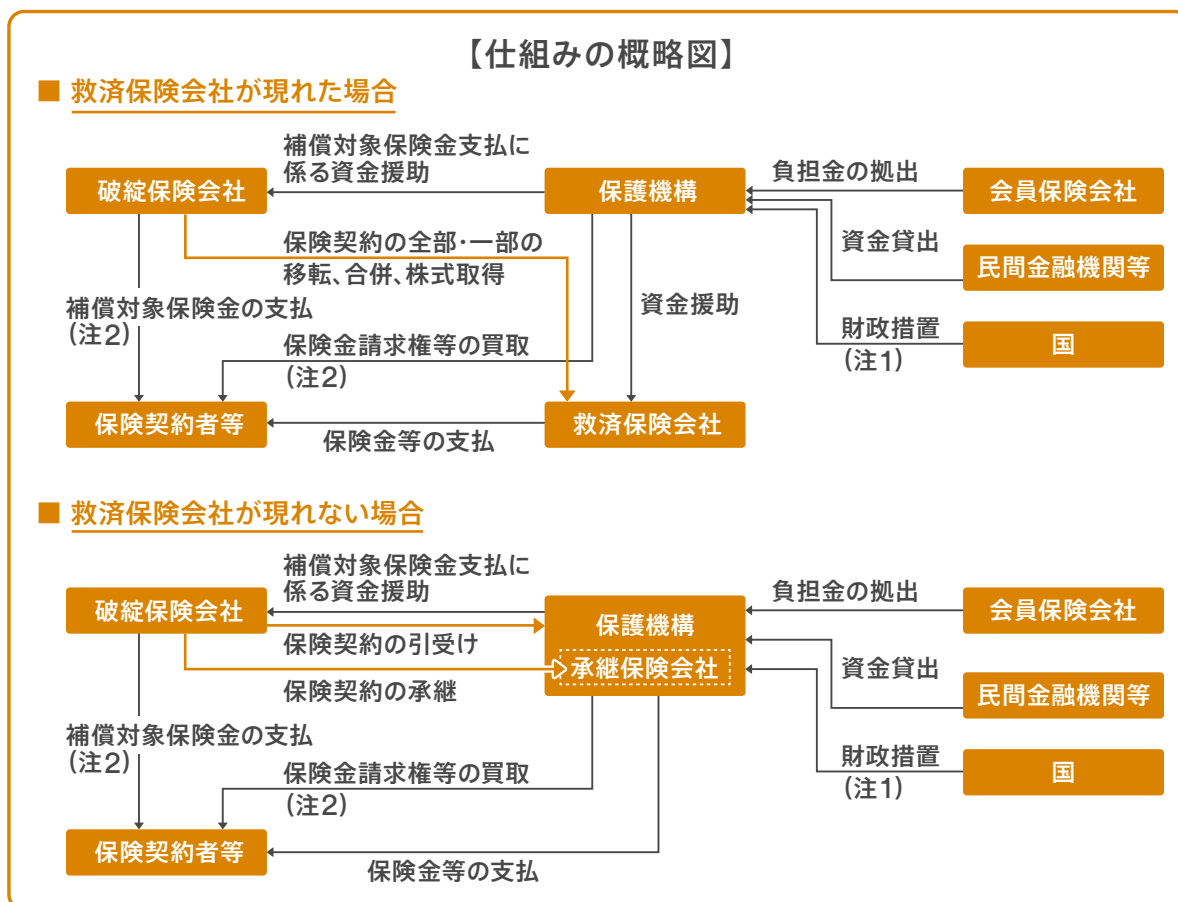 【仕組みの概略図】
■ 救済保険会社が現れた場合
補償対象保険金支払に
係る資金援助
破綻保険会社
保護機構
負担金の拠出
会員保険会社
保険契約の全部・一部の
移転、合併、株式取得
資金貸出
民間金融機関等
補償対象保険金の支払
(注2)
資金援助
保険金請求権等の買取
(注2)
財政措置
(注1)
国
保険契約者等
保険金等の支払
救済保険会社
■ 救済保険会社が現れない場合
補償対象保険金支払に
係る資金援助
破綻保険会社
保護機構
負担金の拠出
会員保険会社
保険契約の引受け
承継保険会社
保険契約の承継
資金貸出
民間金融機関等
補償対象保険金の支払
(注2)
保険金請求権等の買取
(注2)
財政措置
(注1)
国
保険契約者等
保険金等の支払